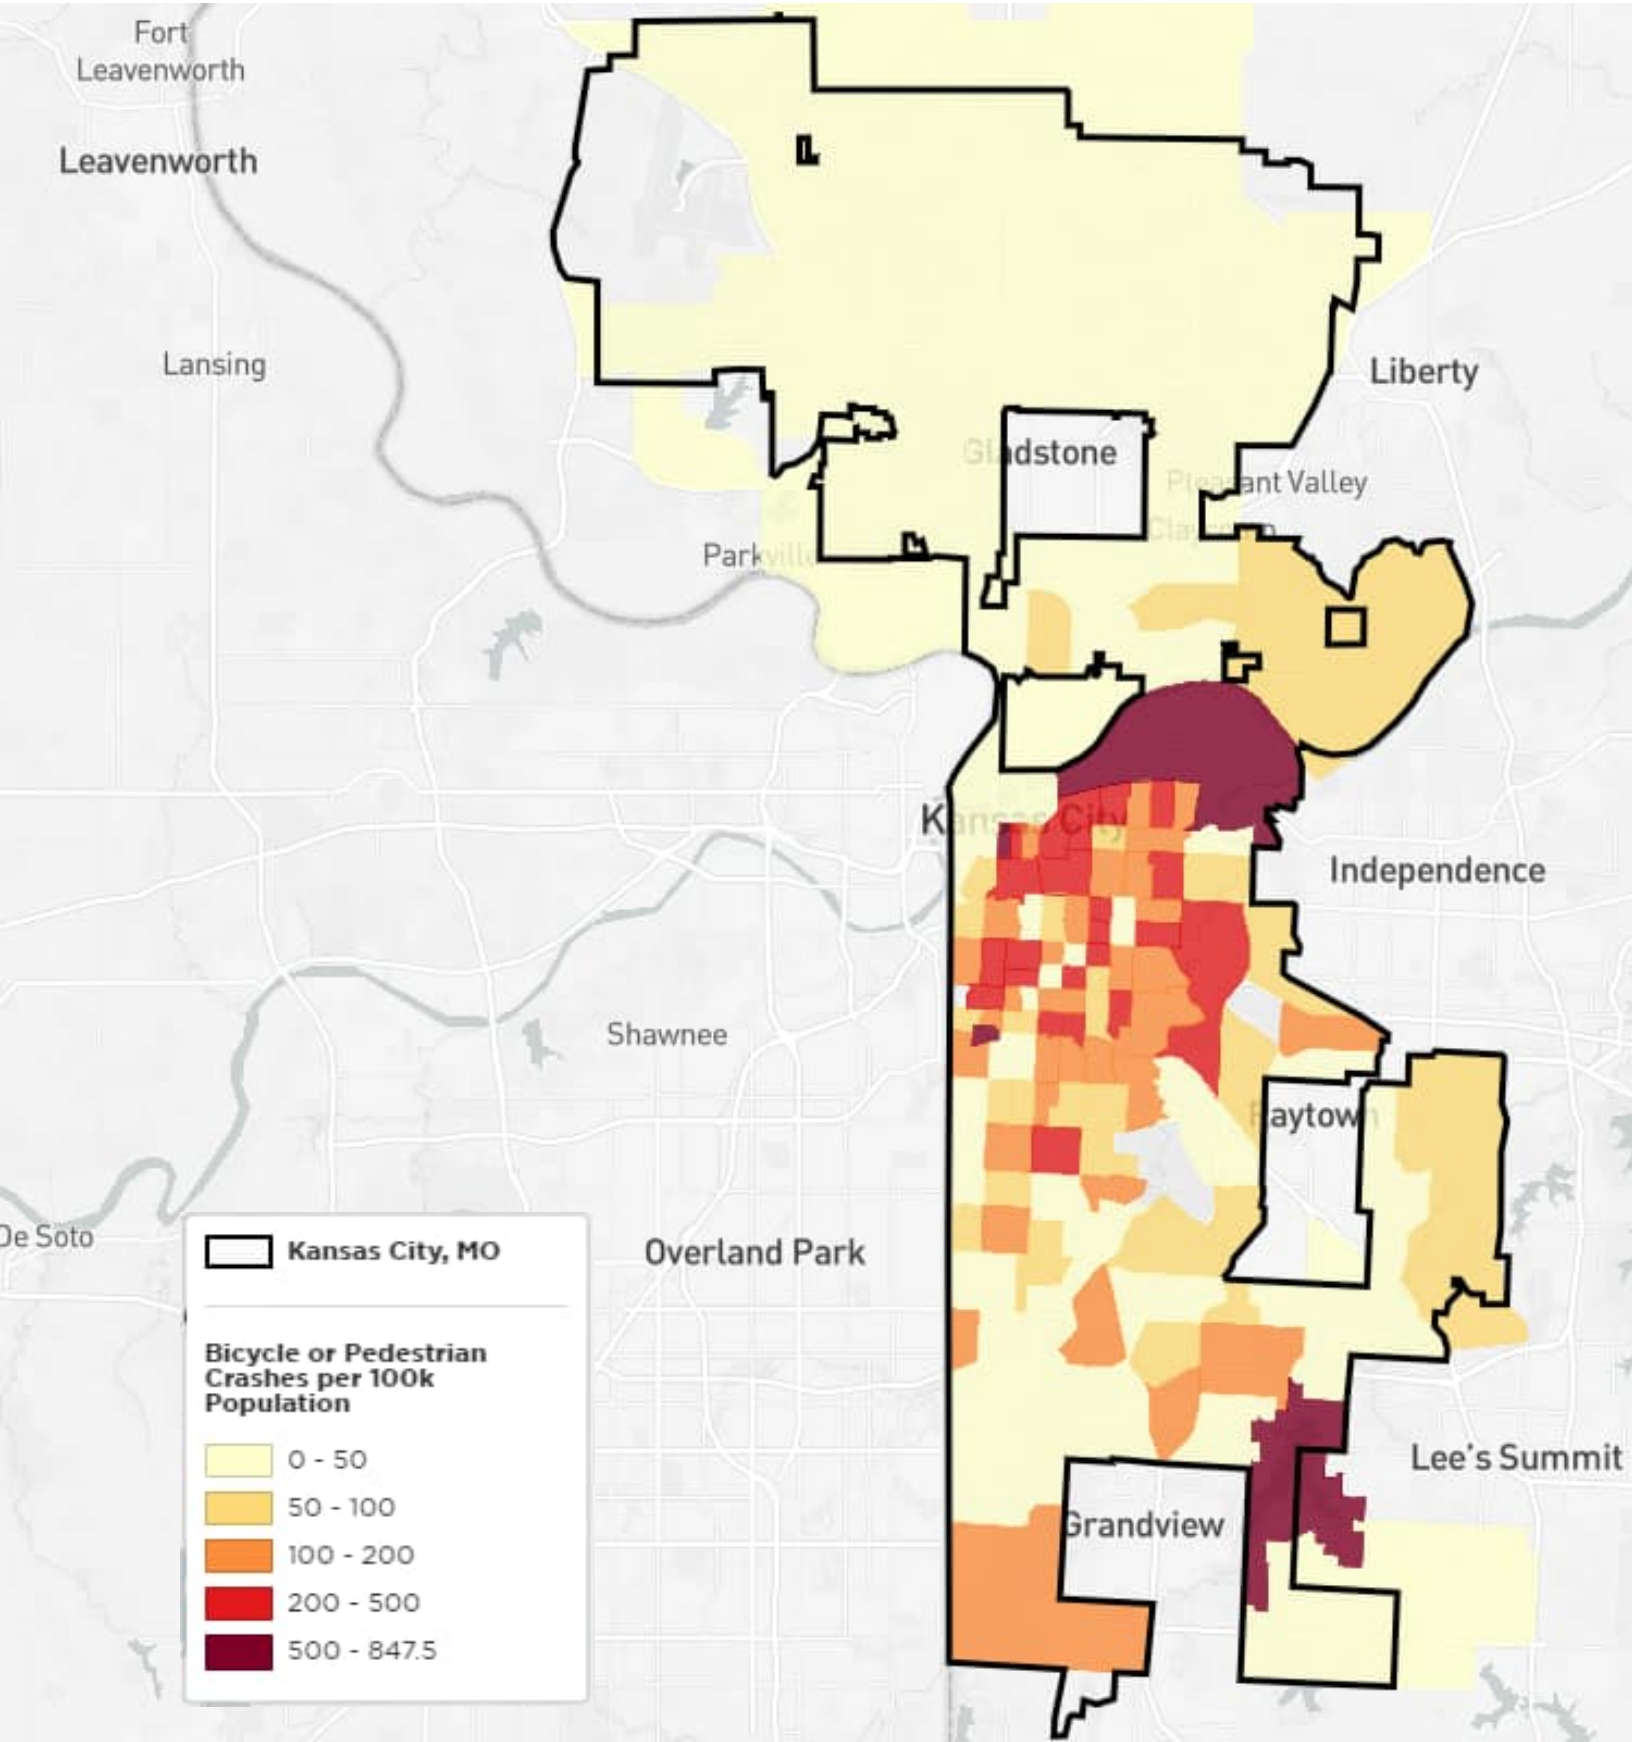 Fort
Leavenworth
Leavenworth
Lansing
Liberty
Gladstone
Pleasant Valley
Claycomo
Parkville
Kansas City
Independence
Shawnee
Raytown
De Soto
Overland Park
Kansas City, MO
Bicycle or Pedestrian
Crashes per 100k
Population
0 - 50
50 - 100
100 - 200
200 - 500
500 - 847.5
Lee's Summit
Grandview